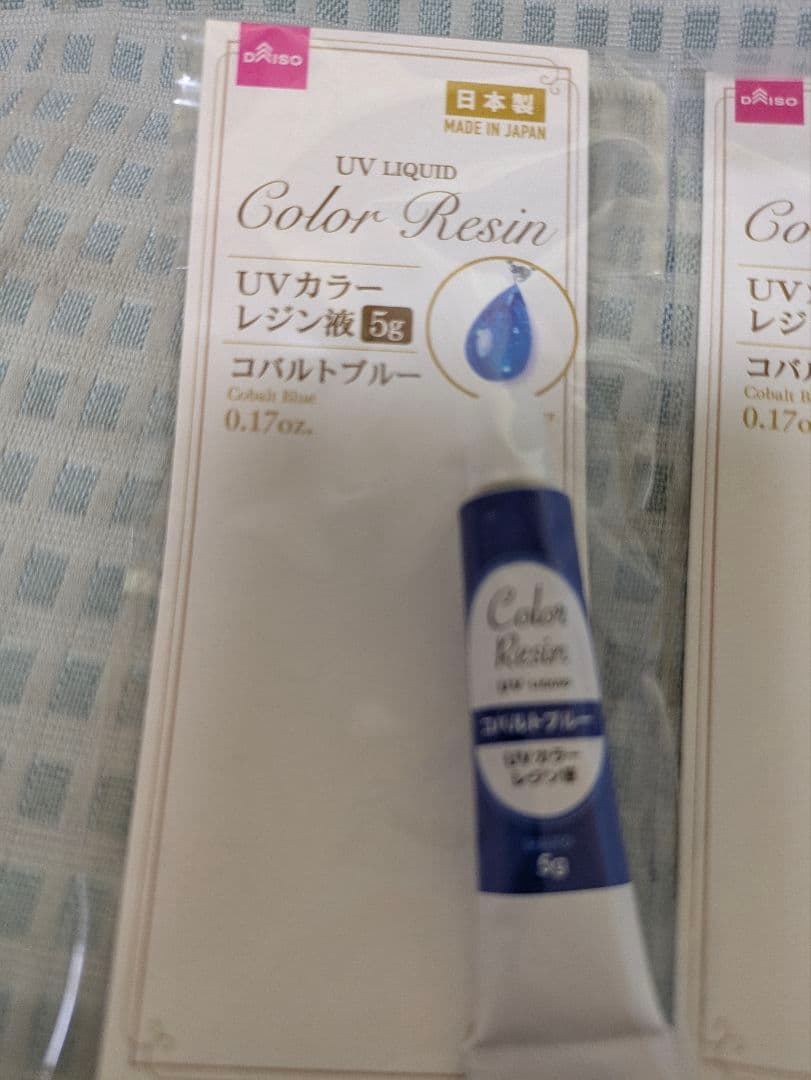 DAISO
日本製
MADE IN JAPAN
UV LIQUID
Color Resin
UVカラー
レジン液 5g
コバルトブルー
Cobalt Blue
0.17oz.
Color
Resin
UV LIQUID
コバルトブルー
UVカラー
レジン液
5g
DAISO
Co
UV
レジ
コバ
Cobalt B
0.17o